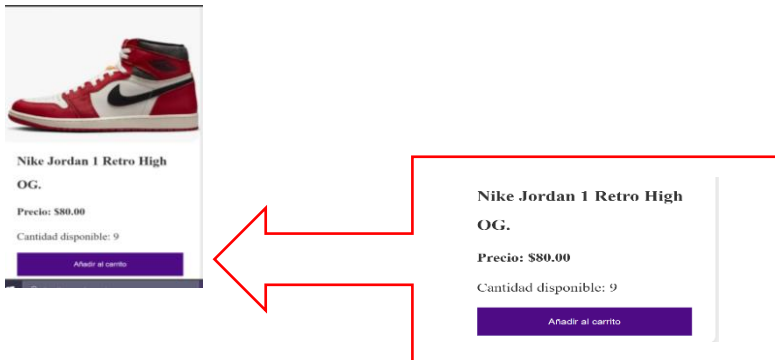 Nike Jordan 1 Retro High
OG.
Precio: $80.00
Cantidad disponible: 9
Añadir al carrito
Nike Jordan 1 Retro High
OG.
Precio: $80.00
Cantidad disponible: 9
Añadir al carrito